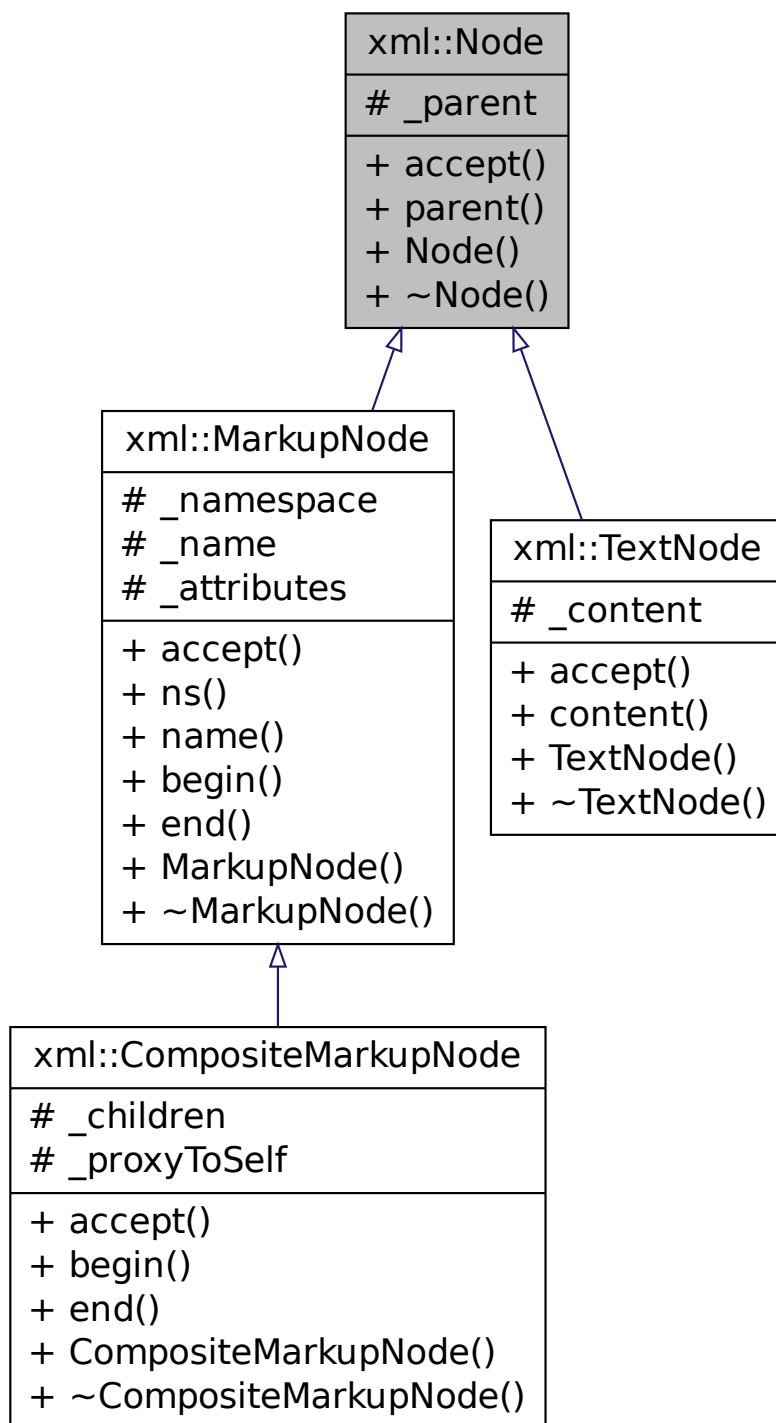 xml::Node
# _parent
+ accept()
+ parent()
+ Node()
+ ~Node()
xml::MarkupNode
# _namespace
# _name
# _attributes
+ accept()
+ ns()
+ name()
+ begin()
+ end()
+ MarkupNode()
+ ~MarkupNode()
xml::TextNode
# _content
+ accept()
+ content()
+ TextNode()
+ ~TextNode()
xml::CompositeMarkupNode
# _children
# _proxyToSelf
+ accept()
+ begin()
+ end()
+ CompositeMarkupNode()
+ ~CompositeMarkupNode()